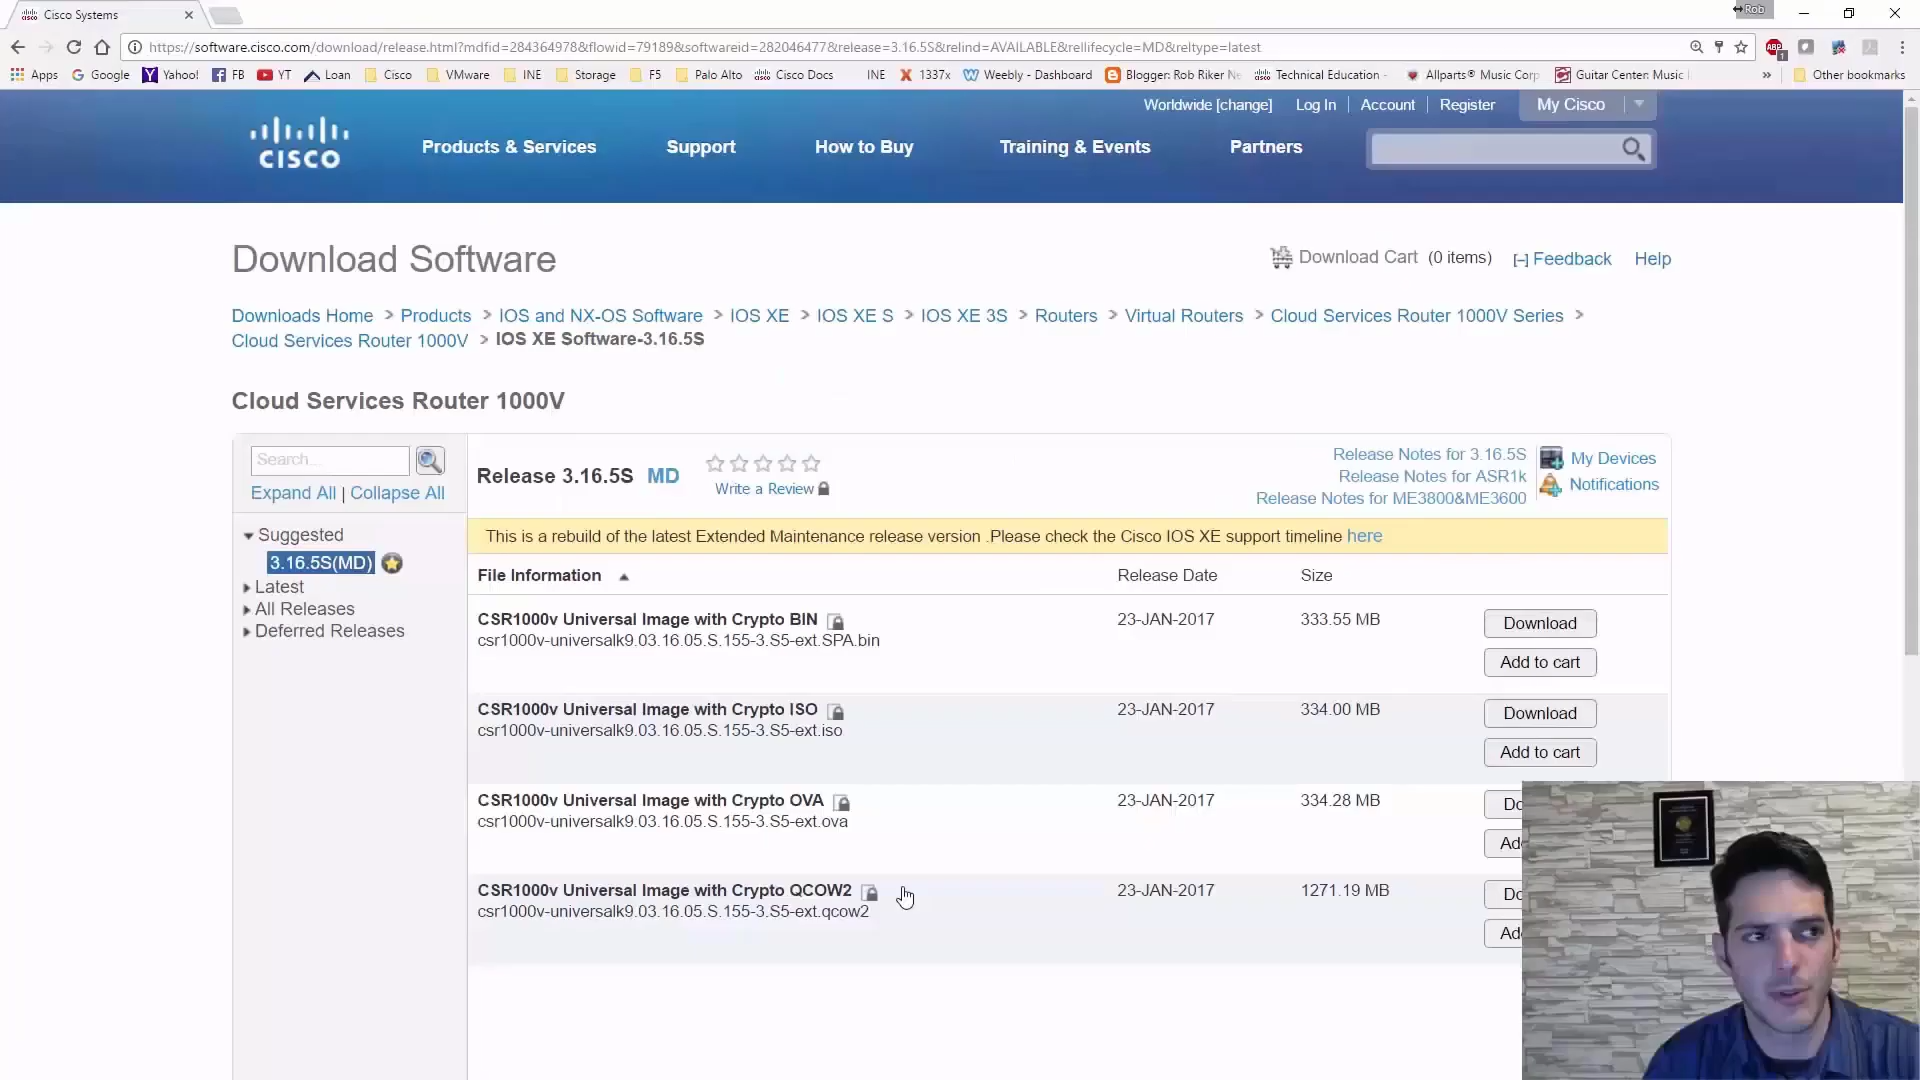 Cisco Systems
Rob
https://software.cisco.com/download/release.html?mdfid=284364978&flowid=79189&softwareid=282046477&release=3.16.5S&relind=AVAILABLE&rellifecycle=MD&reltype=latest
Apps Google Yahoo! FB YT Loan Cisco VMware INE Storage F5 Palo Alto Cisco Docs INE 1337x Weebly - Dashboard Blogger: Rob Riker Technical Education - Allparts® Music Corp Guitar Center: Music » Other bookmarks
Worldwide [change] Log In Account Register My Cisco
CISCO
Products & Services Support How to Buy Training & Events Partners
Download Software
Download Cart (0 items) [–] Feedback Help
Downloads Home > Products > IOS and NX-OS Software > IOS XE > IOS XE S > IOS XE 3S > Routers > Virtual Routers > Cloud Services Router 1000V Series >
Cloud Services Router 1000V > IOS XE Software-3.16.5S
Cloud Services Router 1000V
Search...
Expand All | Collapse All
Suggested
3.16.5S(MD)
Latest
All Releases
Deferred Releases
Release 3.16.5S MD
Write a Review
Release Notes for 3.16.5S
Release Notes for ASR1k
Release Notes for ME3800&ME3600
My Devices
Notifications
This is a rebuild of the latest Extended Maintenance release version .Please check the Cisco IOS XE support timeline here
File Information Release Date Size
CSR1000v Universal Image with Crypto BIN 23-JAN-2017 333.55 MB Download
csr1000v-universalk9.03.16.05.S.155-3.S5-ext.SPA.bin
Add to cart
CSR1000v Universal Image with Crypto ISO 23-JAN-2017 334.00 MB Download
csr1000v-universalk9.03.16.05.S.155-3.S5-ext.iso
Add to cart
CSR1000v Universal Image with Crypto OVA 23-JAN-2017 334.28 MB Do
csr1000v-universalk9.03.16.05.S.155-3.S5-ext.ova
Ad
CSR1000v Universal Image with Crypto QCOW2 23-JAN-2017 1271.19 MB Do
csr1000v-universalk9.03.16.05.S.155-3.S5-ext.qcow2
Ad